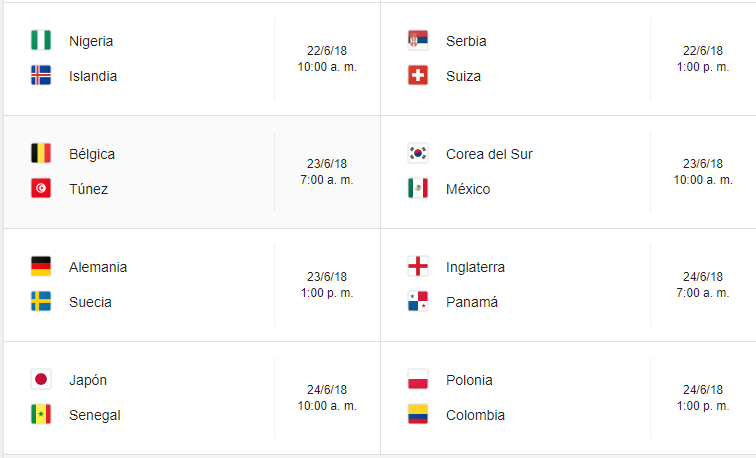 Nigeria
Islandia
22/6/18
10:00 a. m.
Serbia
Suiza
22/6/18
1:00 p. m.
Bélgica
Túnez
23/6/18
7:00 a. m.
Corea del Sur
México
23/6/18
10:00 a. m.
Alemania
Suecia
23/6/18
1:00 p. m.
Inglaterra
Panamá
24/6/18
7:00 a. m.
Japón
Senegal
24/6/18
10:00 a. m.
Polonia
Colombia
24/6/18
1:00 p. m.